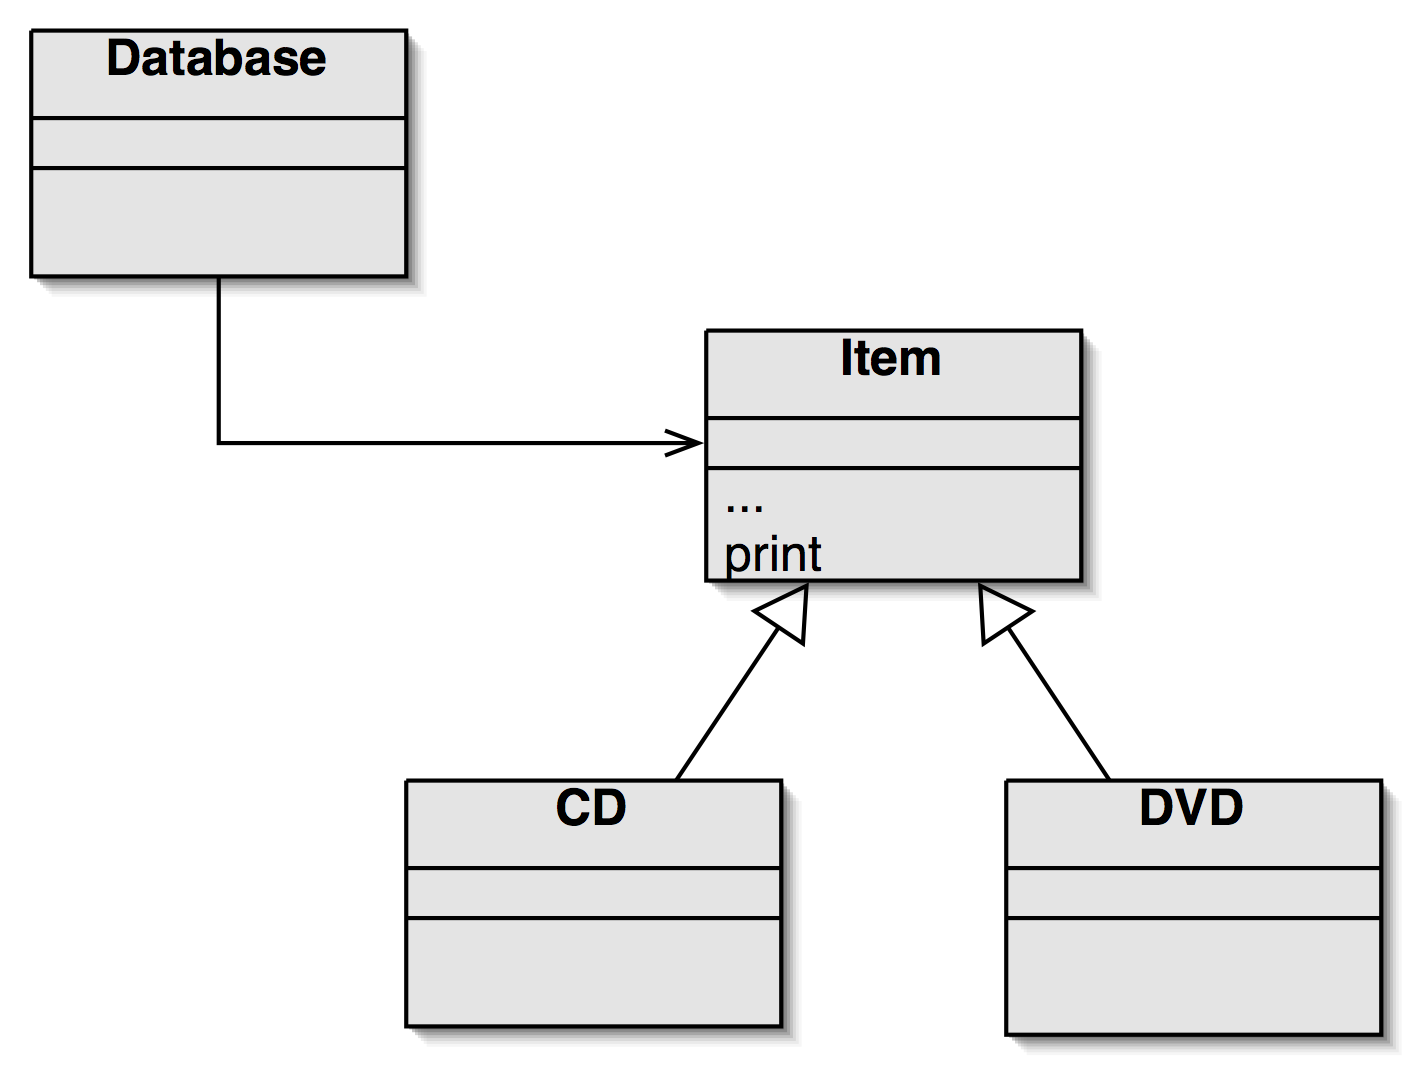 Database
Item
...
print
CD
DVD